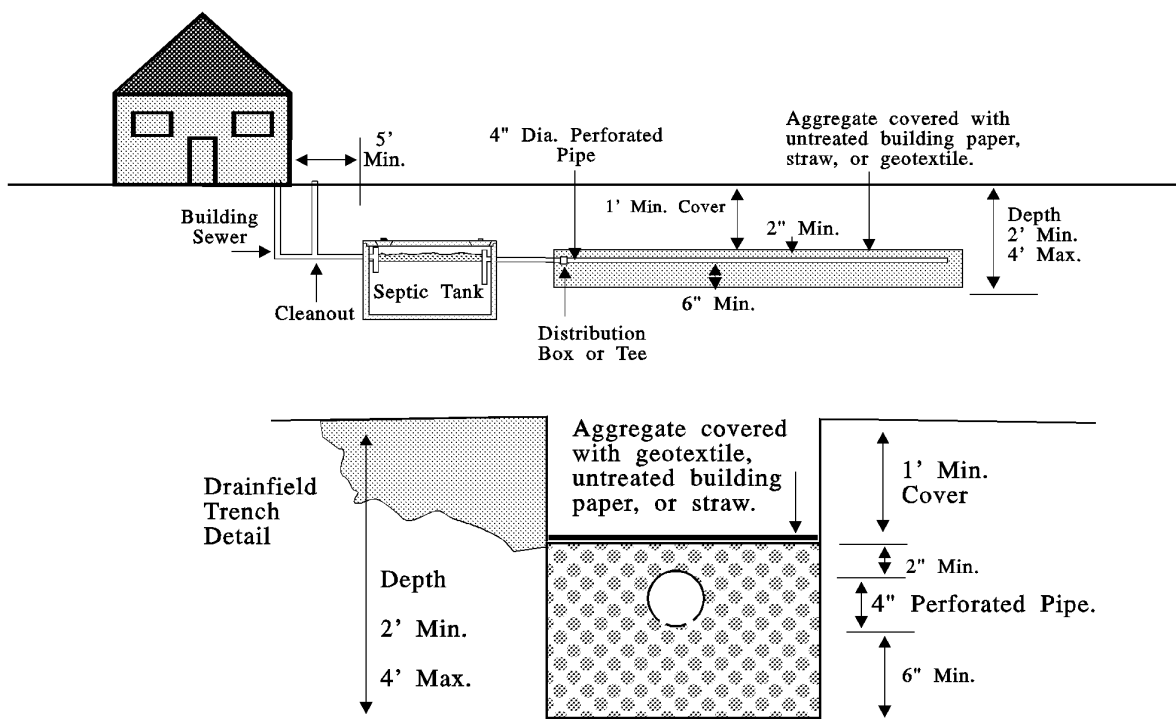 5'
Min.
4" Dia. Perforated
Pipe
Aggregate covered with
untreated building paper,
straw, or geotextile.
Building
Sewer
1' Min. Cover
2" Min.
Depth
2' Min.
4' Max.
Septic Tank
6" Min.
Cleanout
Distribution
Box or Tee
Drainfield
Trench
Detail
Depth
2' Min.
4' Max.
Aggregate covered
with geotextile,
untreated building
paper, or straw.
1' Min.
Cover
2" Min.
4" Perforated Pipe.
6" Min.